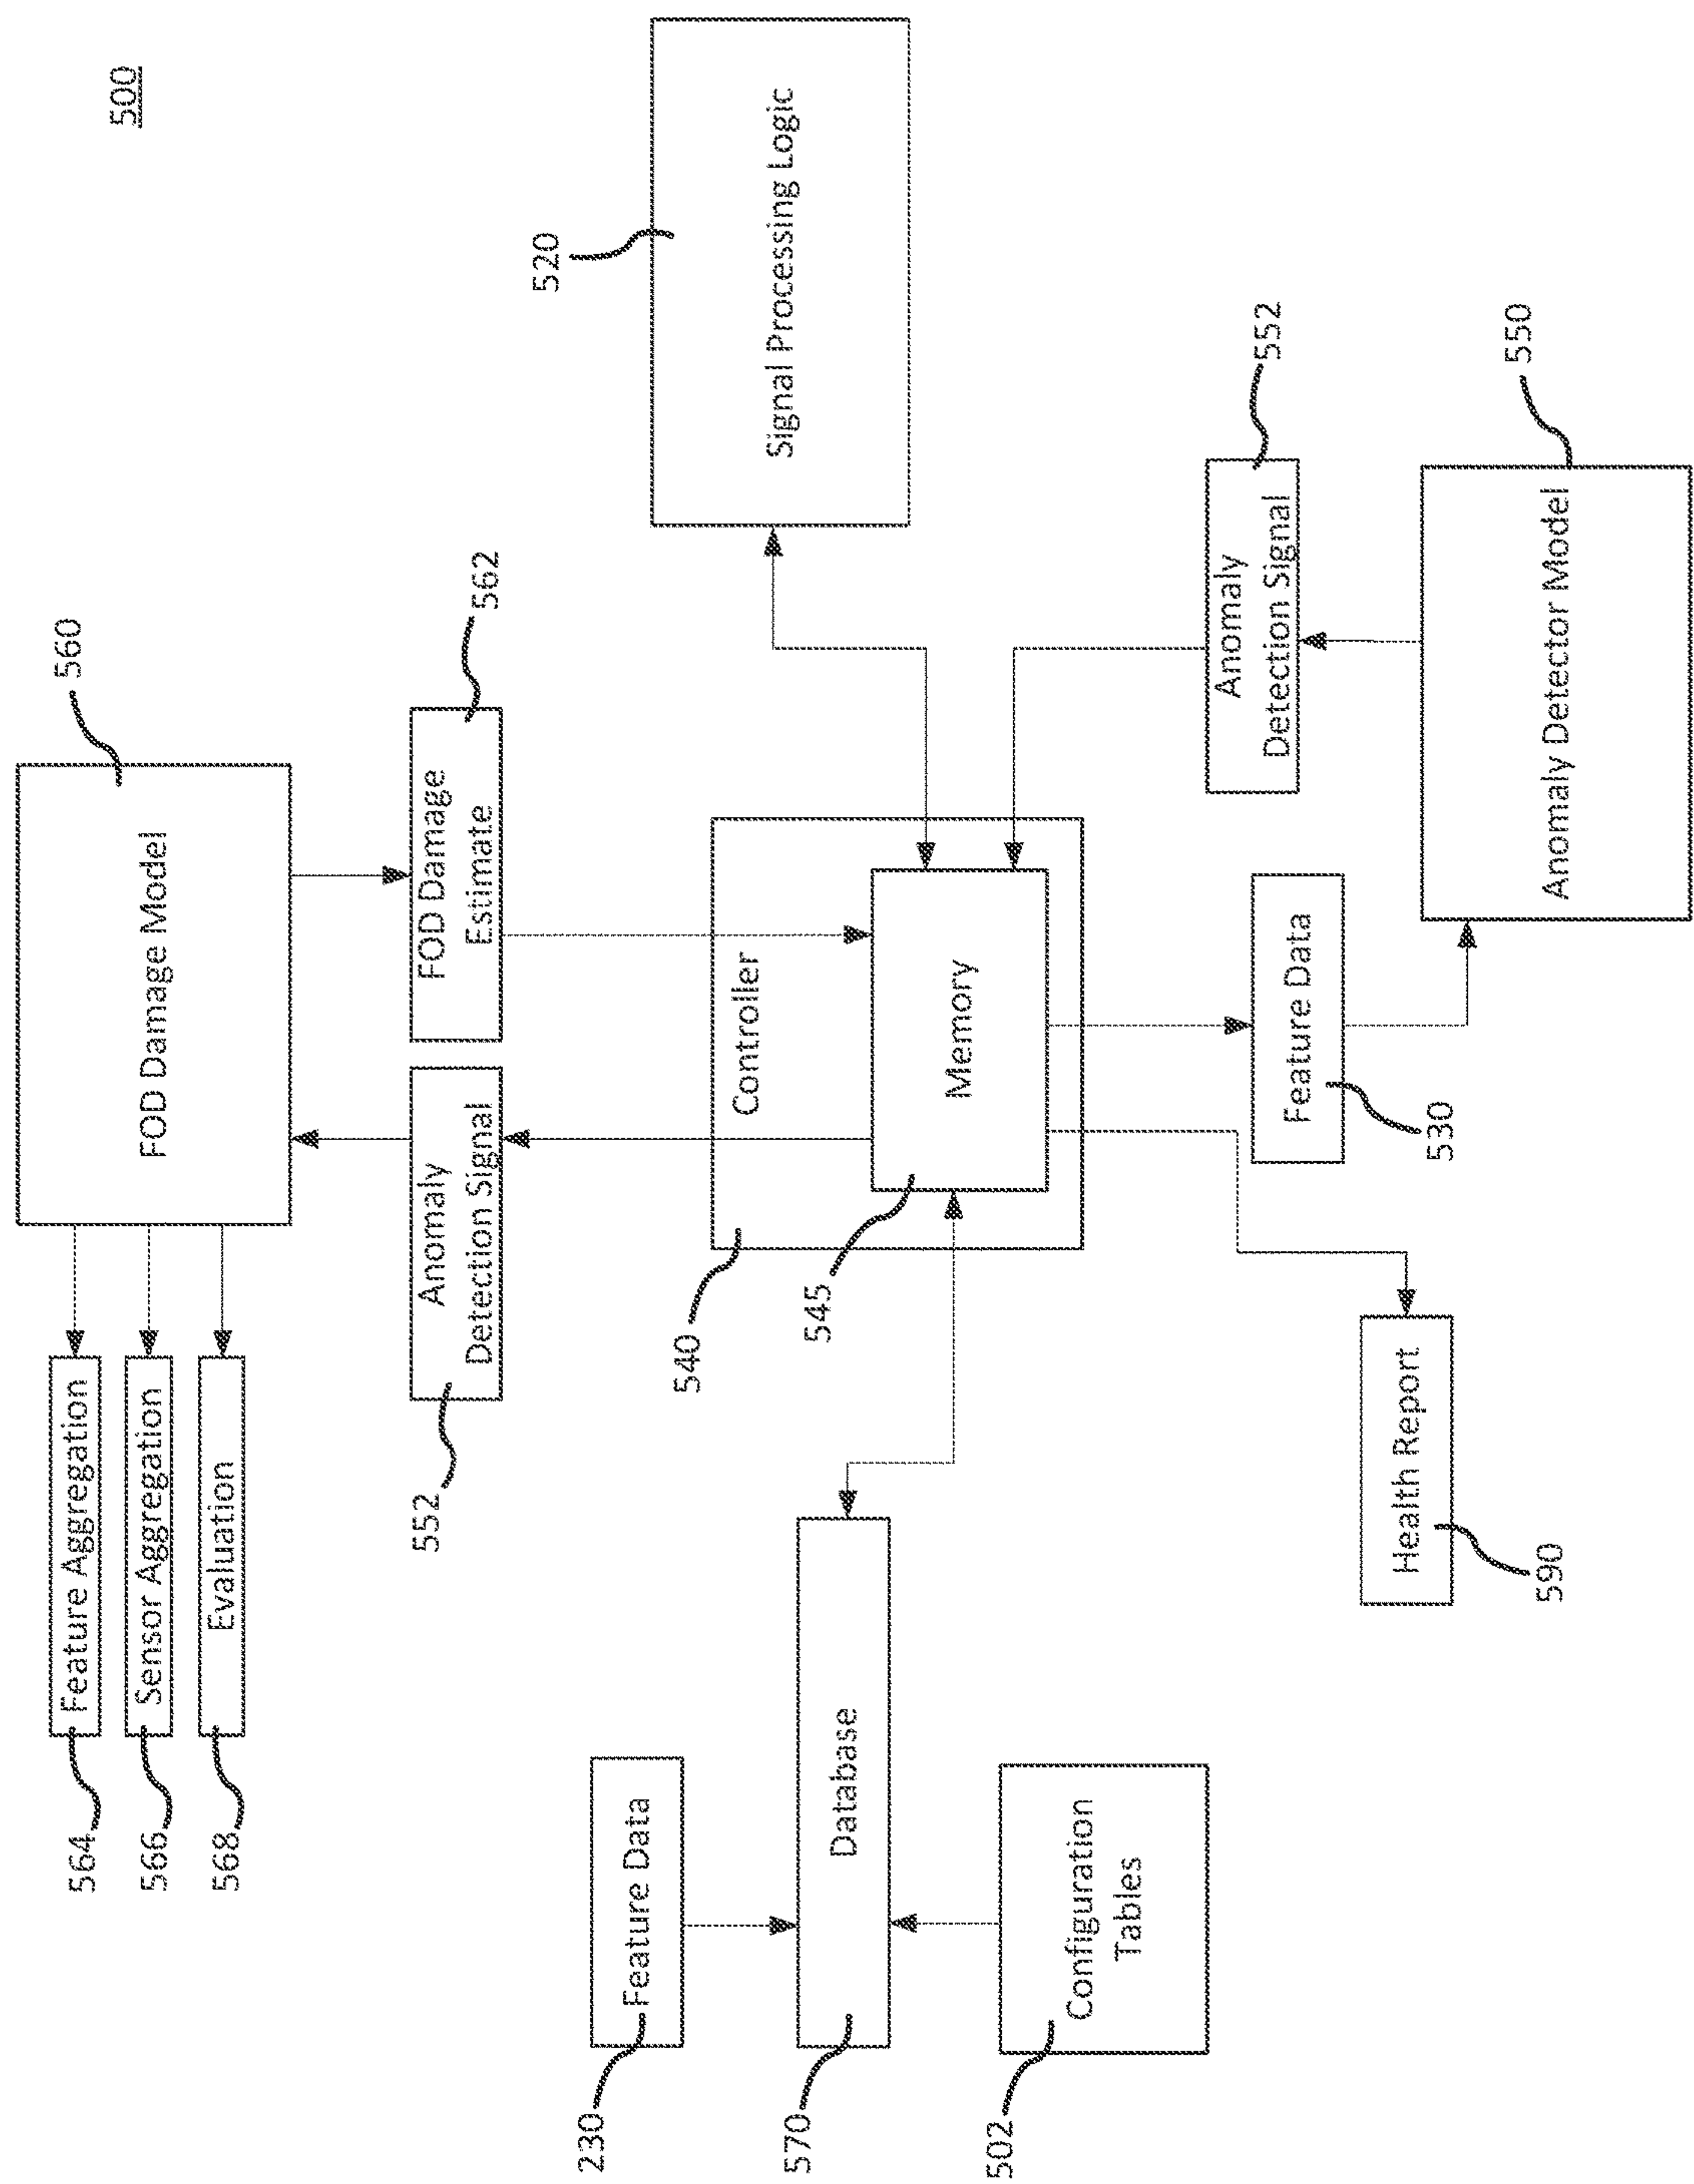 500
564
Feature Aggregation
566
Sensor Aggregation
568
Evaluation
FOD Damage Model
560
552
Anomaly
Detection Signal
FOD Damage
Estimate
562
230
Feature Data
570
Database
502
Configuration
Tables
540
Controller
545
Memory
520
Signal Processing Logic
590
Health Report
530
Feature Data
Anomaly
Detection Signal
552
Anomaly Detector Model
550